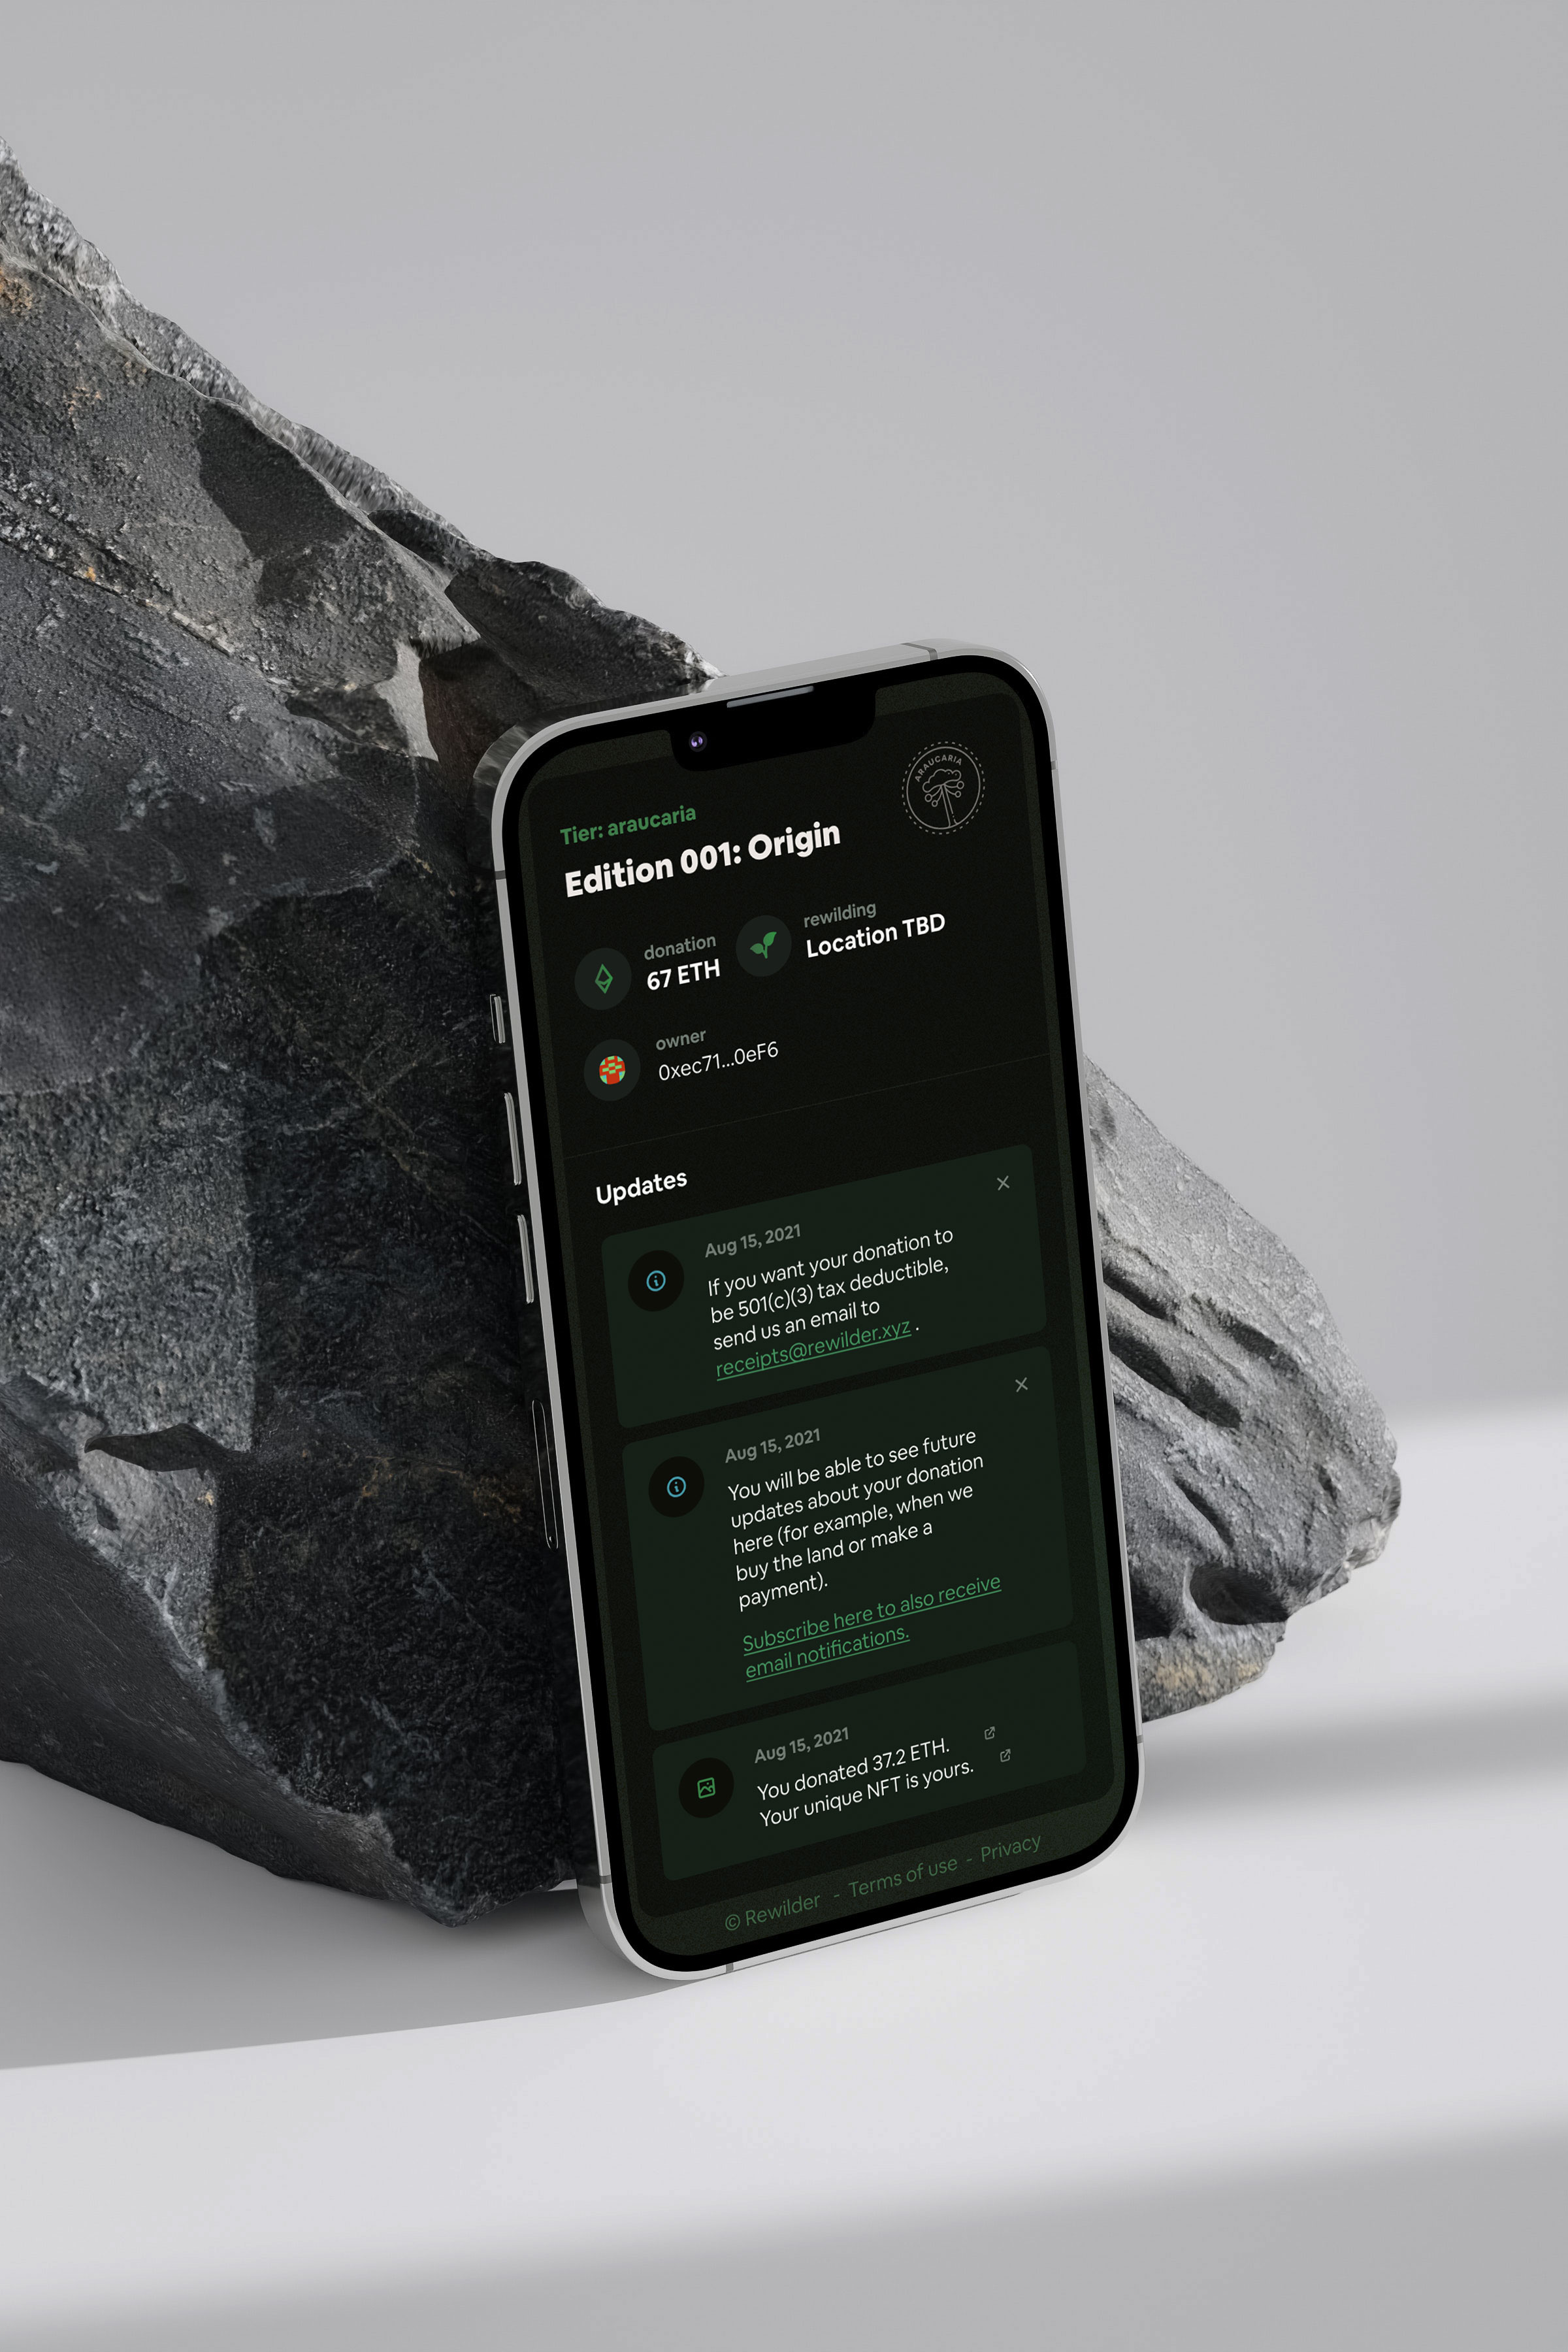 ARAUCARIA
Tier: araucaria
Edition 001: Origin
donation
67 ETH
rewilding
Location TBD
owner
0xec71...0eF6
Updates
Aug 15, 2021
If you want your donation to
be 501(c)(3) tax deductible,
send us an email to
receipts@rewilder.xyz .
Aug 15, 2021
You will be able to see future
updates about your donation
here (for example, when we
buy the land or make a
payment).
Subscribe here to also receive
email notifications.
Aug 15, 2021
You donated 37.2 ETH.
Your unique NFT is yours.
© Rewilder - Terms of use - Privacy